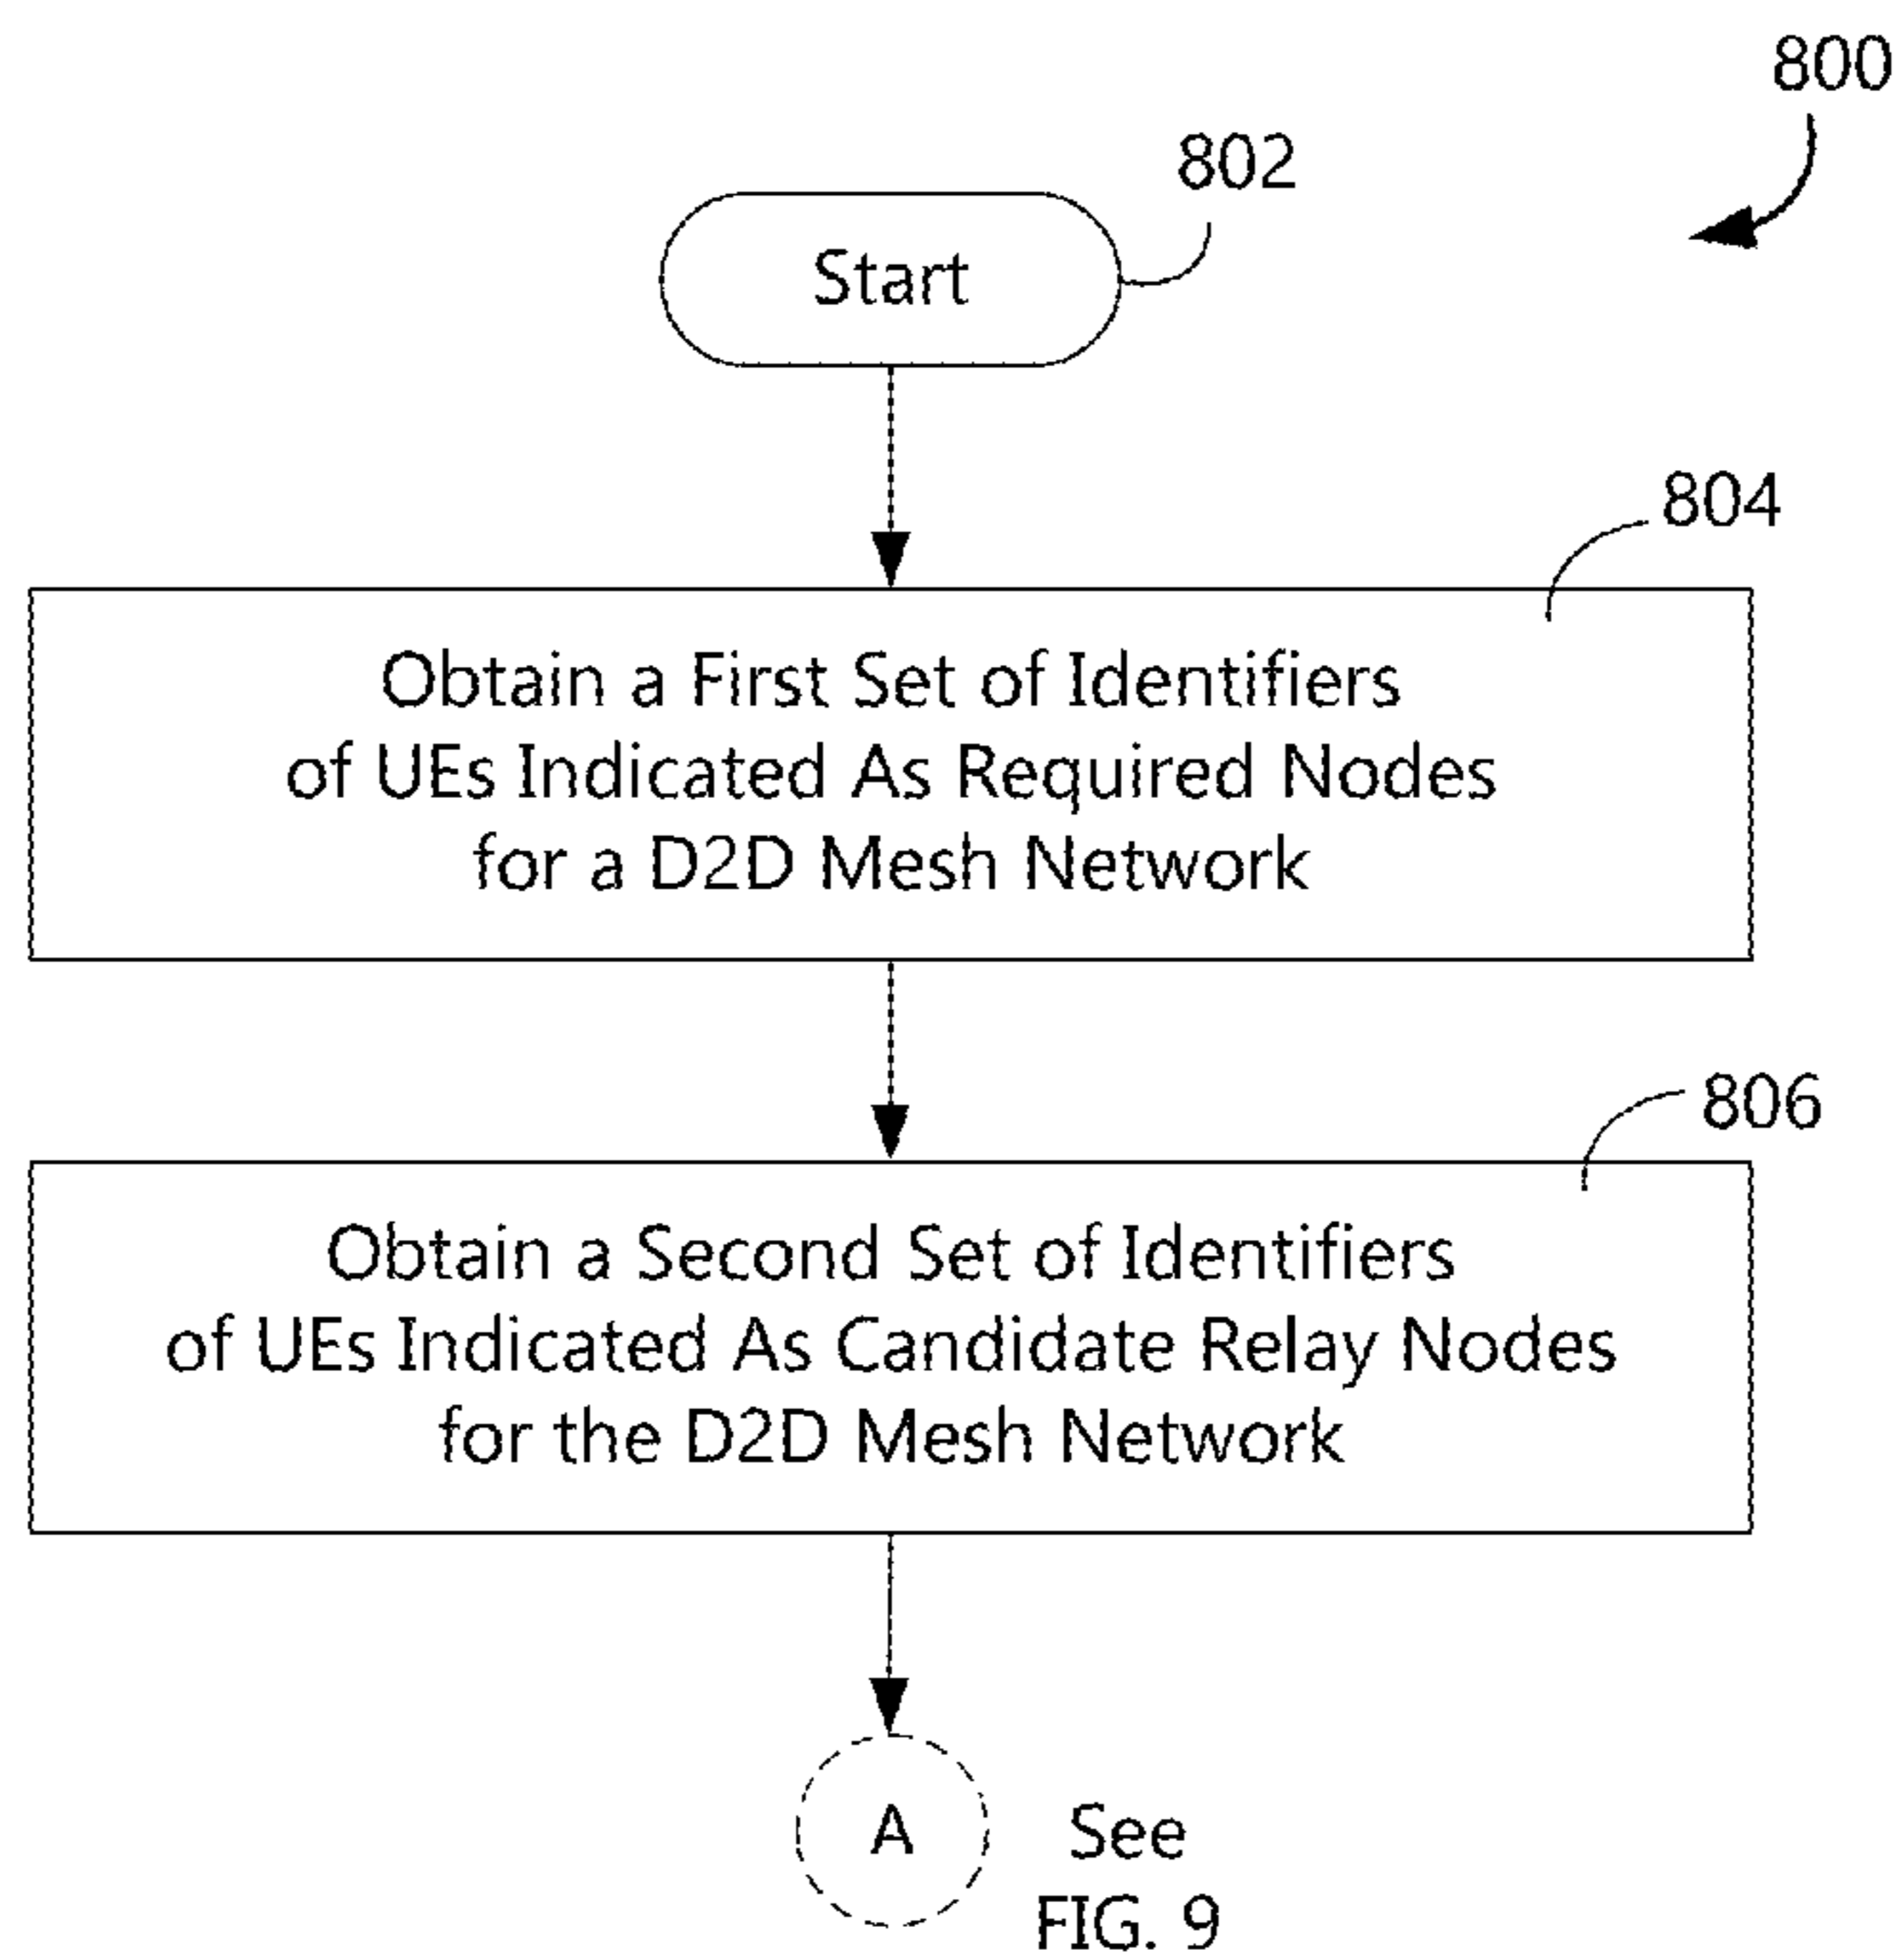 800
802
Start
804
Obtain a First Set of Identifiers
of UEs Indicated As Required Nodes
for a D2D Mesh Network
806
Obtain a Second Set of Identifiers
of UEs Indicated As Candidate Relay Nodes
for the D2D Mesh Network
A
See
FIG. 9